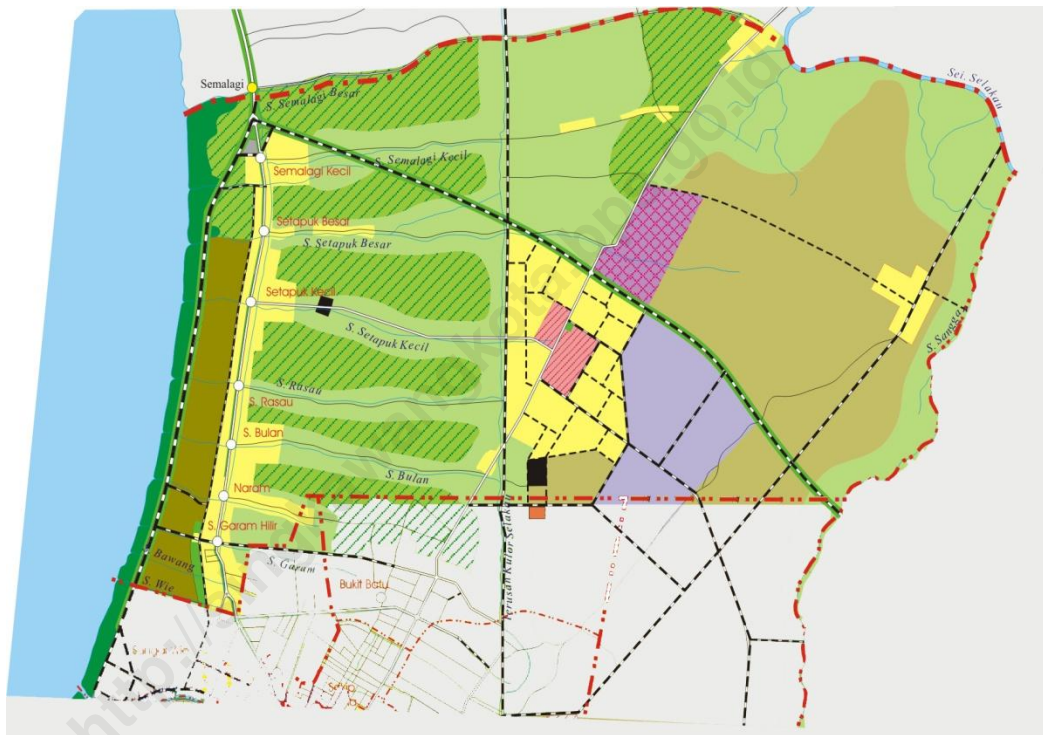 Semalagi
S. Semalagi Besar
Sei. Selakau
S. Semalagi Kecil
Semalagi Kecil
Setapuk Besar
S. Setapuk Besar
Setapuk Kecil
S. Setapuk Kecil
S. Sangga
S. Rasau
S. Rasau
S. Bulan
S. Bulan
Naram
S. Garam Hilir
S. Garam
Bawang
S. Wie
Bukit Batu
Terusan Kulor Selakau